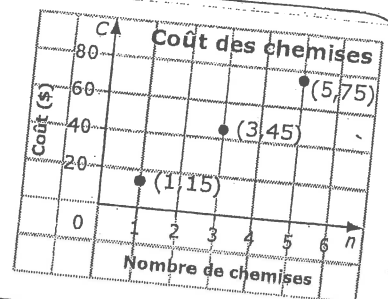 C
Coût des chemises
80
60
40
20
0
Coût ($)
(5,75)
(3,45)
(1,15)
1 2 3 4 5 6 n
Nombre de chemises